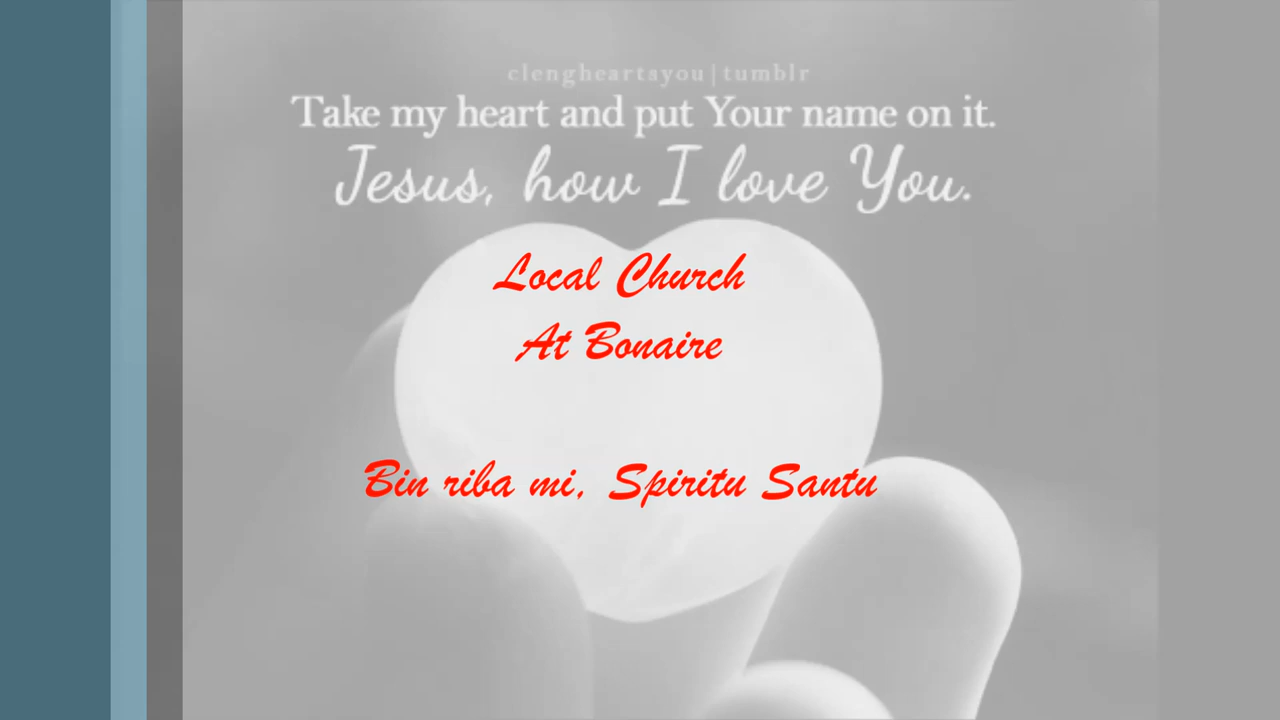 clengheartsyou|tumblr
Take my heart and put Your name on it.
Jesus, how I love You.
Local Church
At Bonaire
Bin riba mi, Spiritu Santu